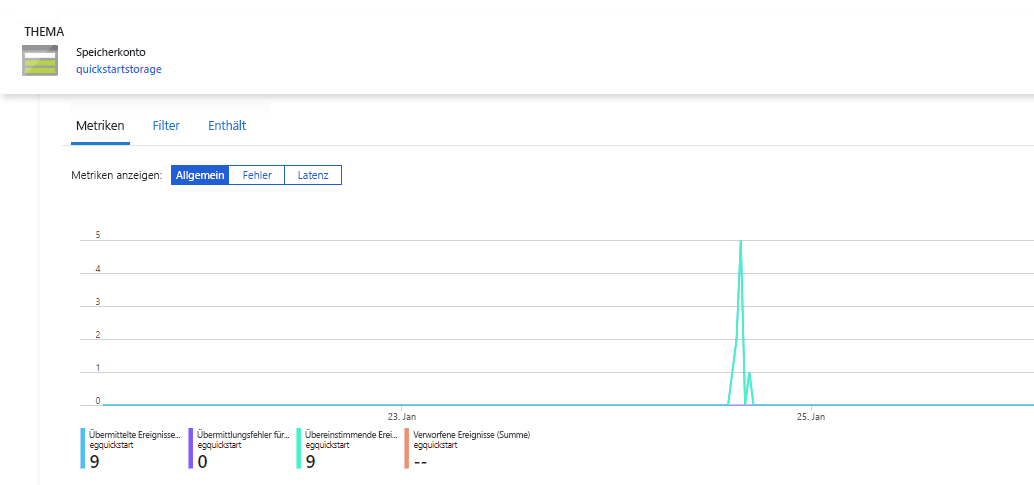 THEMA
Speicherkonto
quickstartstorage
Metriken Filter Enthält
Metriken anzeigen: Allgemein Fehler Latenz
5
4
3
2
1
0
23. Jan 25. Jan
Übermittelte Ereignisse... Übermittlungsfehler für... Übereinstimmende Erei... Verworfene Ereignisse (Summe)
egquickstart egquickstart egquickstart egquickstart
9 0 9 --